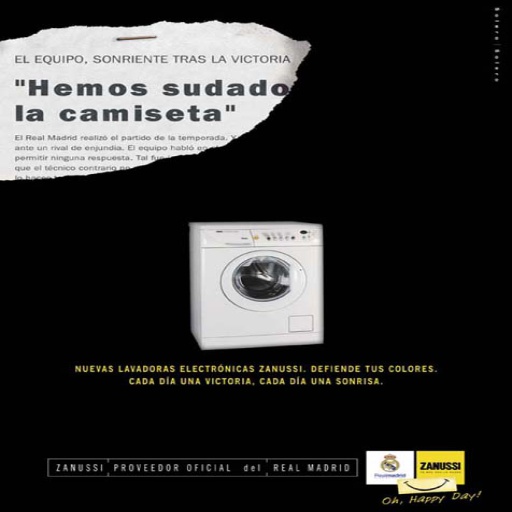 EL EQUIPO, SONRIENTE TRAS LA VICTORIA
"Hemos sudado
la camiseta"
El Real Madrid realizó el partido de la temporada.
ante un rival de enjundia. El equipo habló
permitir ninguna respuesta. Tal
que el técnico contrario
Botero | Botero
NUEVAS LAVADORAS ELECTRÓNICAS ZANUSSI. DEFIENDE TUS COLORES.
CADA DÍA UNA VICTORIA, CADA DÍA UNA SONRISA.
ZANUSSI PROVEEDOR OFICIAL del REAL MADRID
Realmadrid
ZANUSSI
Oh, Happy Day!